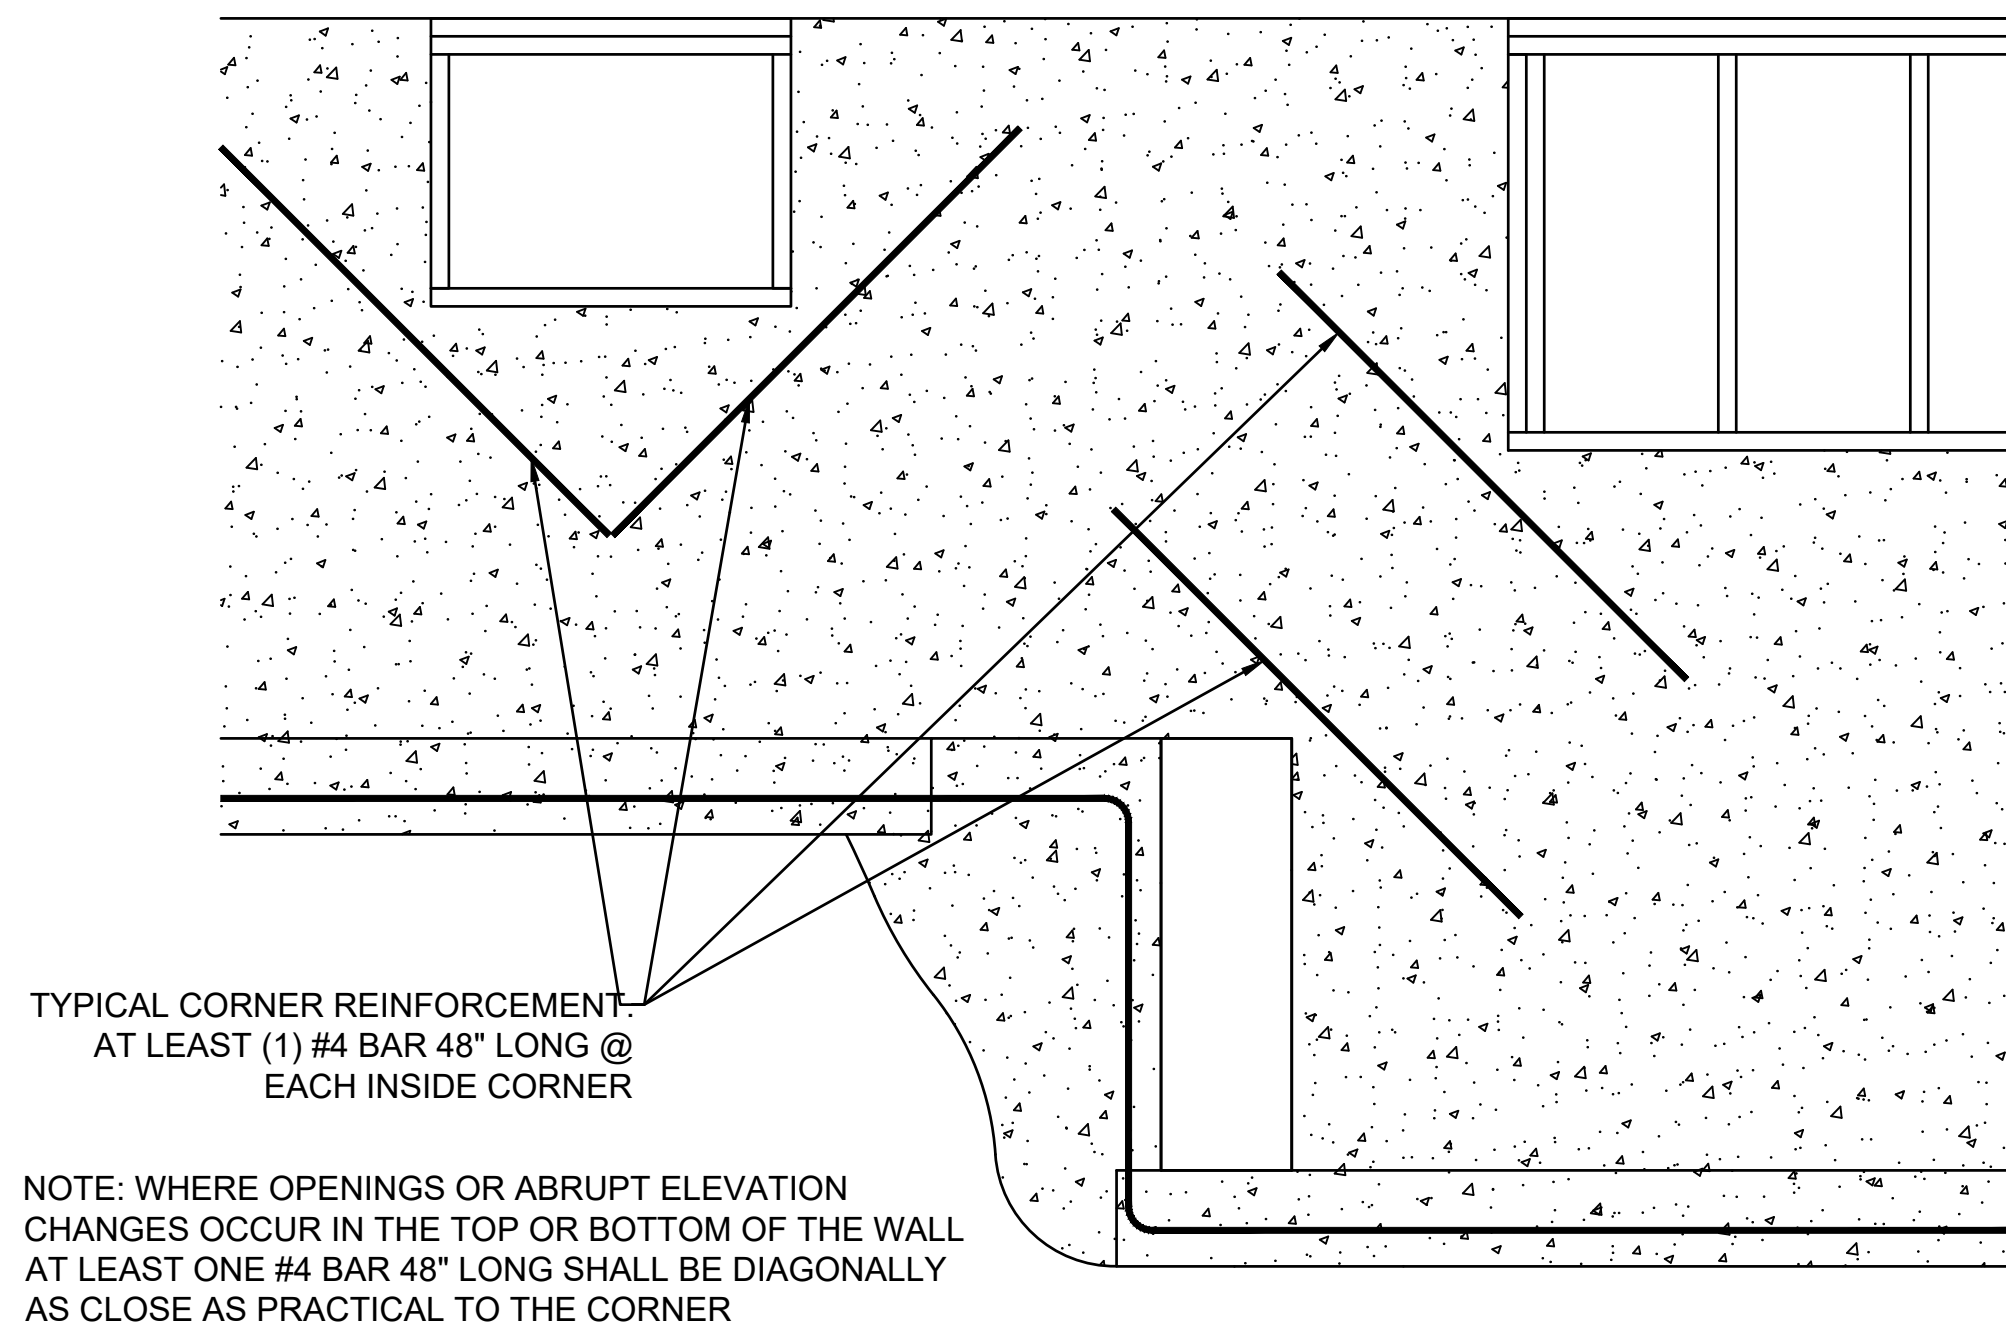 TYPICAL CORNER REINFORCEMENT:
AT LEAST (1) #4 BAR 48" LONG @
EACH INSIDE CORNER
NOTE: WHERE OPENINGS OR ABRUPT ELEVATION
CHANGES OCCUR IN THE TOP OR BOTTOM OF THE WALL
AT LEAST ONE #4 BAR 48" LONG SHALL BE DIAGONALLY
AS CLOSE AS PRACTICAL TO THE CORNER